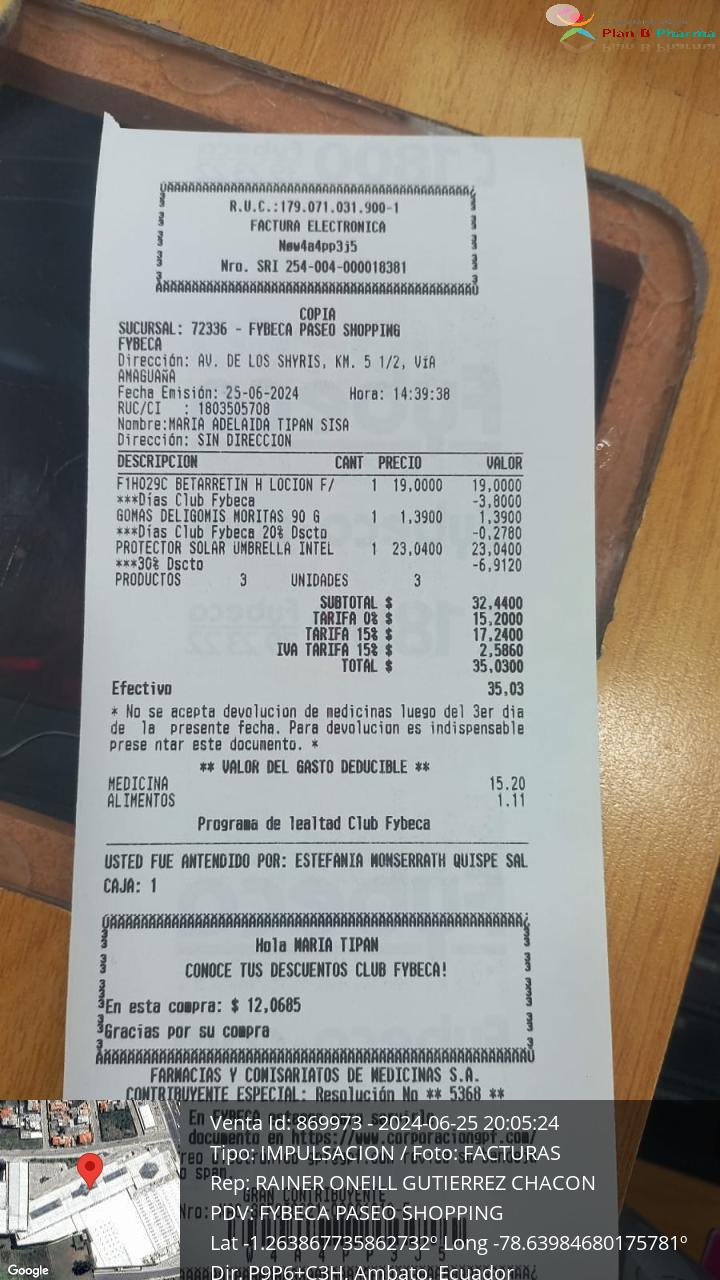 Plan B Pharma
R.U.C.:179.071.031.900-1
FACTURA ELECTRONICA
New4a4pp3j5
Nro. SRI 254-004-000018381
COPIA
SUCURSAL: 72336 - FYBECA PASEO SHOPPING
FYBECA
Dirección: AV. DE LOS SHYRIS, KM. 5 1/2, VíA
AMAGUAñA
Fecha Emisión: 25-06-2024 Hora: 14:39:38
RUC/CI : 1803505708
Nombre:MARIA ADELAIDA TIPAN SISA
Dirección: SIN DIRECCION
DESCRIPCION CANT PRECIO VALOR
F1H029C BETARRETIN H LOCION F/ 1 19,0000 19,0000
***Días Club Fybeca -3,8000
GOMAS DELIGOMIS MORITAS 90 G 1 1,3900 1,3900
***Días Club Fybeca 20% Dscto -0,2780
PROTECTOR SOLAR UMBRELLA INTEL 1 23,0400 23,0400
***30% Dscto -6,9120
PRODUCTOS 3 UNIDADES 3
SUBTOTAL $ 32,4400
TARIFA 0% $ 15,2000
TARIFA 15% $ 17,2400
IVA TARIFA 15% $ 2,5860
TOTAL $ 35,0300
Efectivo 35,03
* No se acepta devolucion de medicinas luego del 3er dia
de la presente fecha. Para devolucion es indispensable
prese ntar este documento. *
** VALOR DEL GASTO DEDUCIBLE **
MEDICINA 15.20
ALIMENTOS 1.11
Programa de lealtad Club Fybeca
USTED FUE ANTENDIDO POR: ESTEFANIA MONSERRATH QUISPE SAL
CAJA: 1
Hola MARIA TIPAN
CONOCE TUS DESCUENTOS CLUB FYBECA!
En esta compra: $ 12,0685
Gracias por su compra
FARMACIAS Y COMISARIATOS DE MEDICINAS S.A.
CONTRIBUYENTE ESPECIAL: Resolución No ** 5368 **
documento en https://www.corporaciongpf.com/
GRAN CONTRIBUYENTE
Venta Id: 869973 - 2024-06-25 20:05:24
Tipo: IMPULSACION / Foto: FACTURAS
Rep: RAINER ONEILL GUTIERREZ CHACON
PDV: FYBECA PASEO SHOPPING
Lat -1.263867735862732º Long -78.63984680175781º
Dir. P9P6+C3H, Ambato, Ecuador
Google